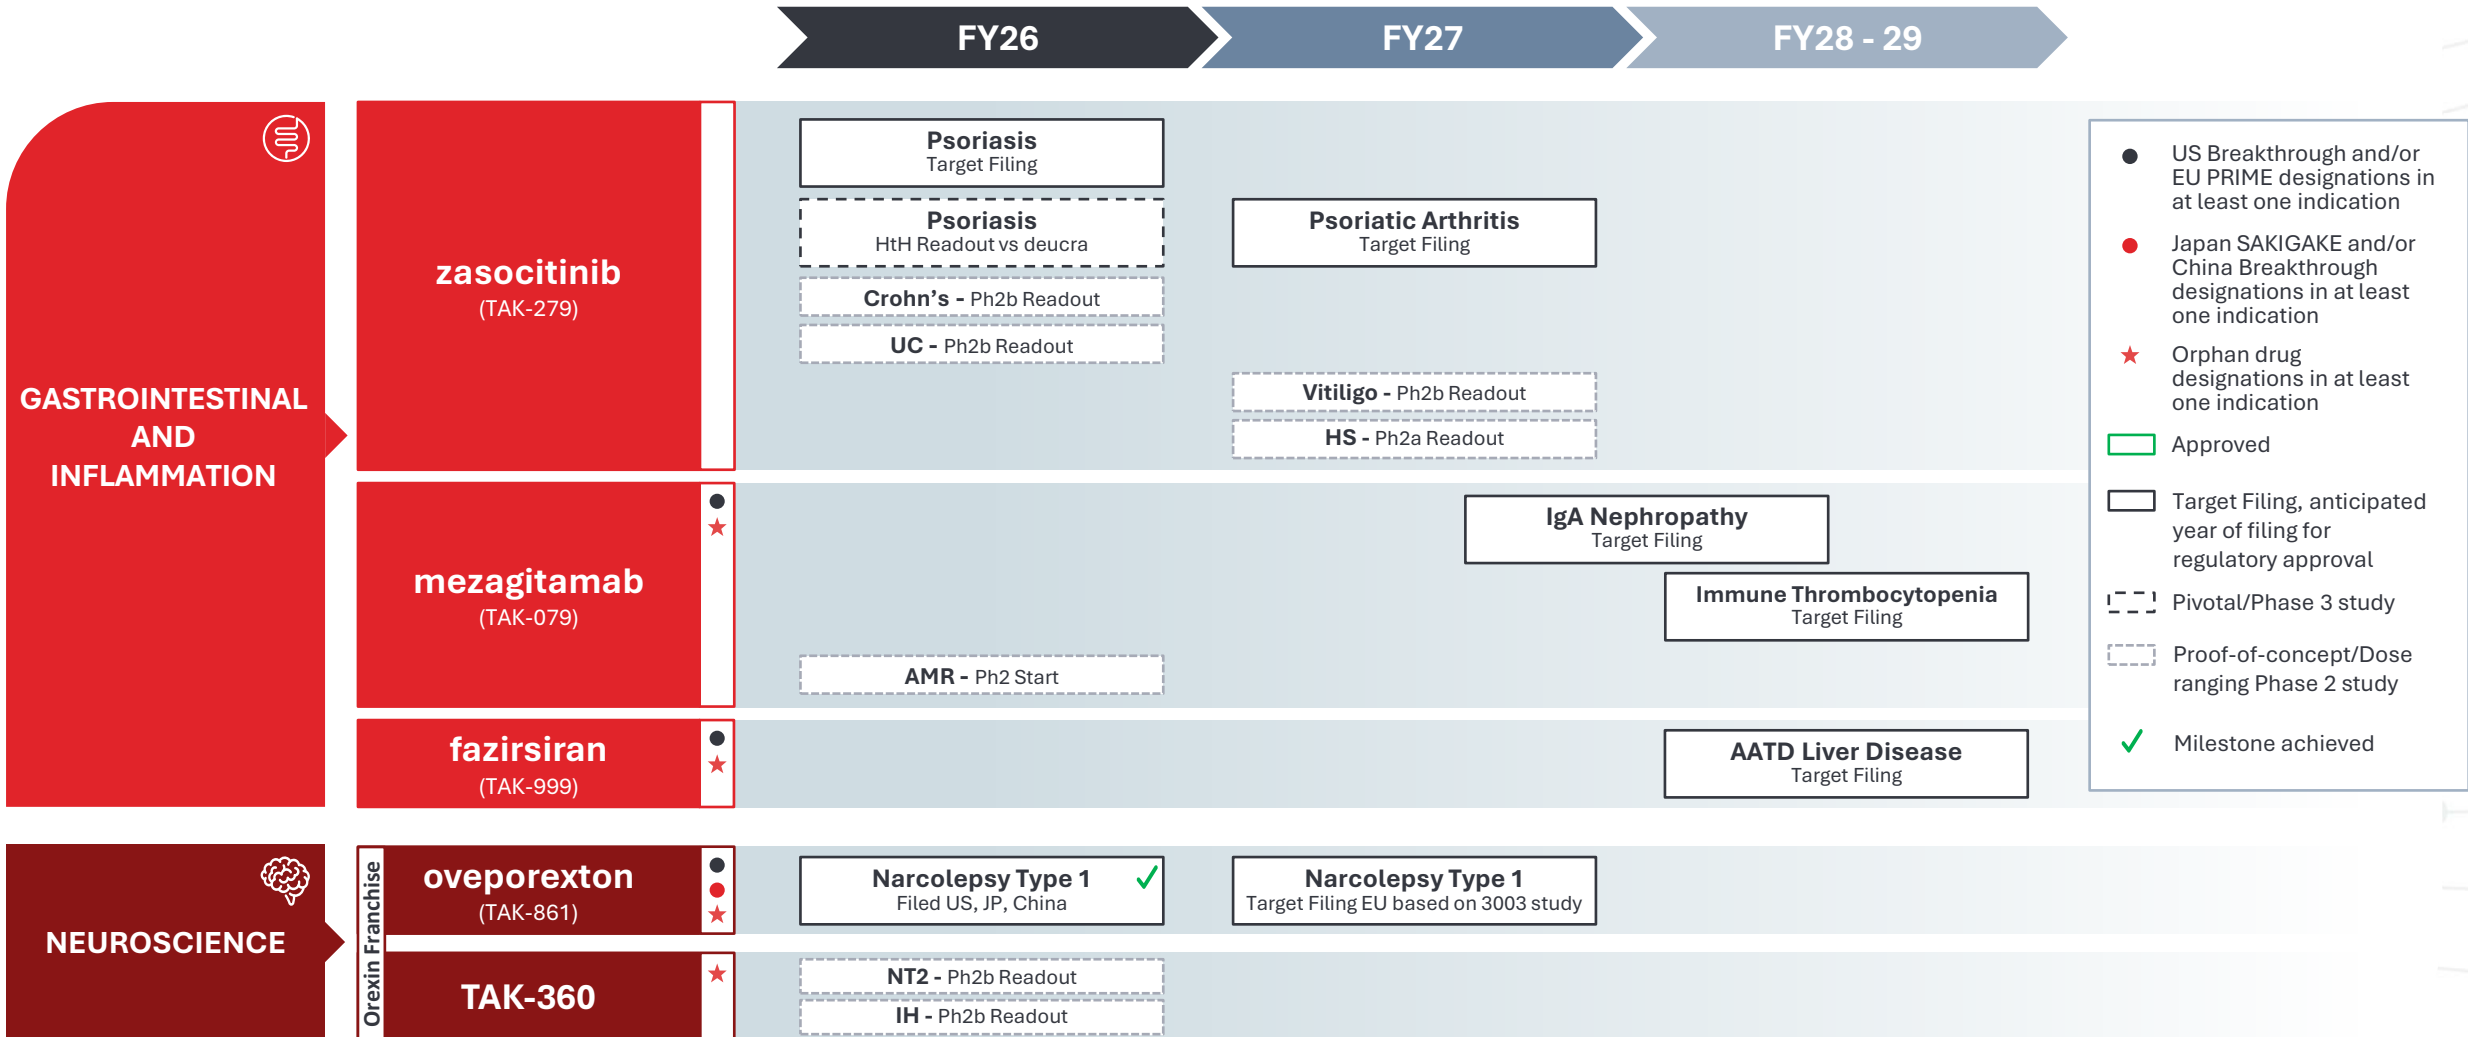 FY26
FY27
FY28 - 29
GASTROINTESTINAL
AND
INFLAMMATION
zasocitinib
(TAK-279)
Psoriasis
Target Filing
Psoriasis
HtH Readout vs deucra
Crohn's - Ph2b Readout
UC - Ph2b Readout
Psoriatic Arthritis
Target Filing
Vitiligo - Ph2b Readout
HS - Ph2a Readout
mezagitamab
(TAK-079)
IgA Nephropathy
Target Filing
Immune Thrombocytopenia
Target Filing
AMR - Ph2 Start
fazirsiran
(TAK-999)
AATD Liver Disease
Target Filing
NEUROSCIENCE
Orexin Franchise
oveporexton
(TAK-861)
Narcolepsy Type 1
Filed US, JP, China
Narcolepsy Type 1
Target Filing EU based on 3003 study
TAK-360
NT2 - Ph2b Readout
IH - Ph2b Readout
US Breakthrough and/or
EU PRIME designations in
at least one indication
Japan SAKIGAKE and/or
China Breakthrough
designations in at least
one indication
Orphan drug
designations in at least
one indication
Approved
Target Filing, anticipated
year of filing for
regulatory approval
Pivotal/Phase 3 study
Proof-of-concept/Dose
ranging Phase 2 study
Milestone achieved